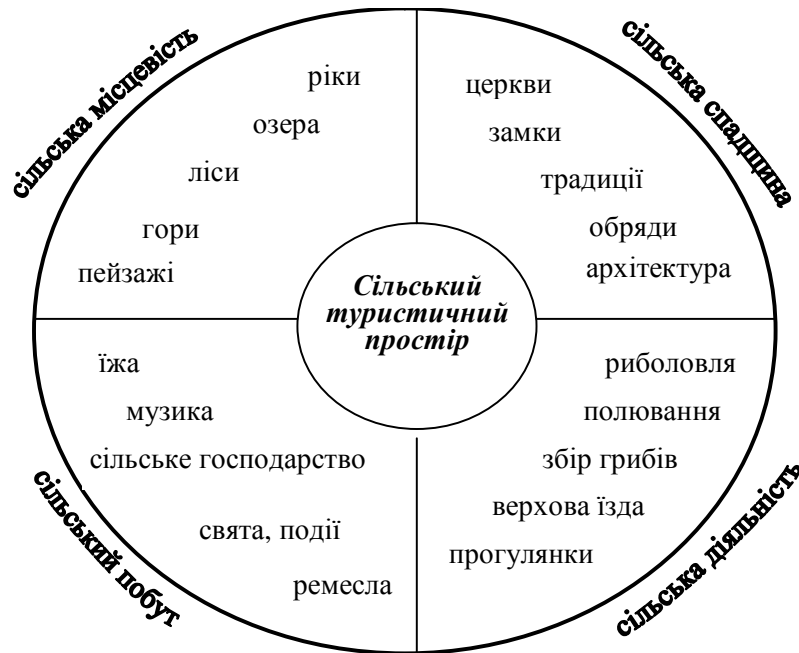 сільська місцевість
ріки
озера
ліси
гори
пейзажі
сільська спадщина
церкви
замки
традиції
обряди
архітектура
Сільський
туристичний
простір
сільський побут
їжа
музика
сільське господарство
свята, події
ремесла
сільська діяльність
риболовля
полювання
збір грибів
верхова їзда
прогулянки